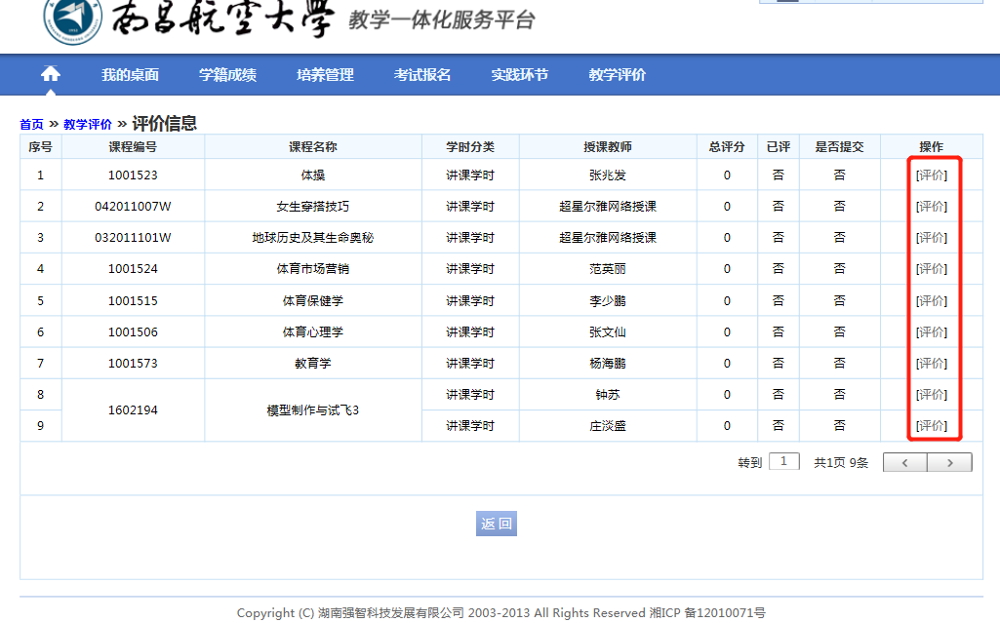 南昌航空大学 教学一体化服务平台
我的桌面 学籍成绩 培养管理 考试报名 实践环节 教学评价
首页 » 教学评价 » 评价信息
序号 课程编号 课程名称 学时分类 授课教师 总评分 已评 是否提交 操作
1 1001523 体操 讲课学时 张兆发 0 否 否 [评价]
2 042011007W 女生穿搭技巧 讲课学时 超星尔雅网络授课 0 否 否 [评价]
3 032011101W 地球历史及其生命奥秘 讲课学时 超星尔雅网络授课 0 否 否 [评价]
4 1001524 体育市场营销 讲课学时 范英丽 0 否 否 [评价]
5 1001515 体育保健学 讲课学时 李少鹏 0 否 否 [评价]
6 1001506 体育心理学 讲课学时 张文仙 0 否 否 [评价]
7 1001573 教育学 讲课学时 杨海鹏 0 否 否 [评价]
8 1602194 模型制作与试飞3 讲课学时 钟苏 0 否 否 [评价]
9 讲课学时 庄淡盛 0 否 否 [评价]
转到 1 共1页 9条 < >
返回
Copyright (C) 湖南强智科技发展有限公司 2003-2013 All Rights Reserved 湘ICP 备12010071号